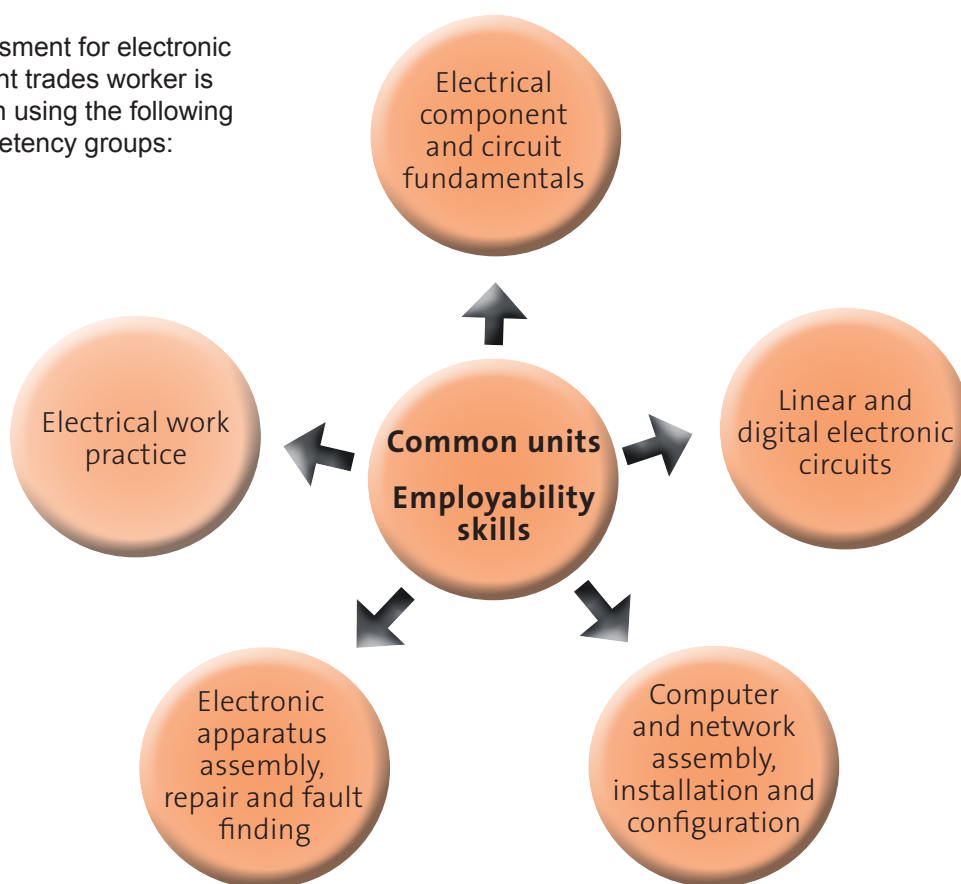 sment for electronic
nt trades worker is
n using the following
etency groups:
Electrical
component
and circuit
fundamentals
Electrical work
practice
Common units
Employability
skills
Linear and
digital electronic
circuits
Electronic
apparatus
assembly,
repair and fault
finding
Computer
and network
assembly,
installation and
configuration